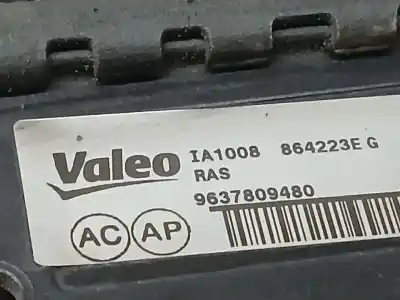 Valeo IA1008 864223E G
RAS
9637809480
AC AP